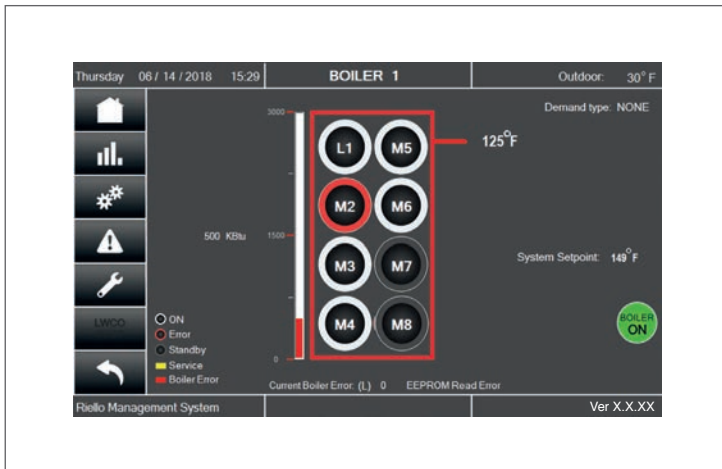 Thursday 06 / 14 / 2018 15:29
BOILER 1
Outdoor: 30° F
Demand type: NONE
3000
L1 M5
125°F
M2 M6
500 KBtu
1500
System Setpoint: 149°F
M3 M7
LWCO
M4 M8
BOILER
ON
ON
Error
Standby
Service
Boiler Error
0
Current Boiler Error: (L) 0 EEPROM Read Error
Riello Management System
Ver X.X.XX